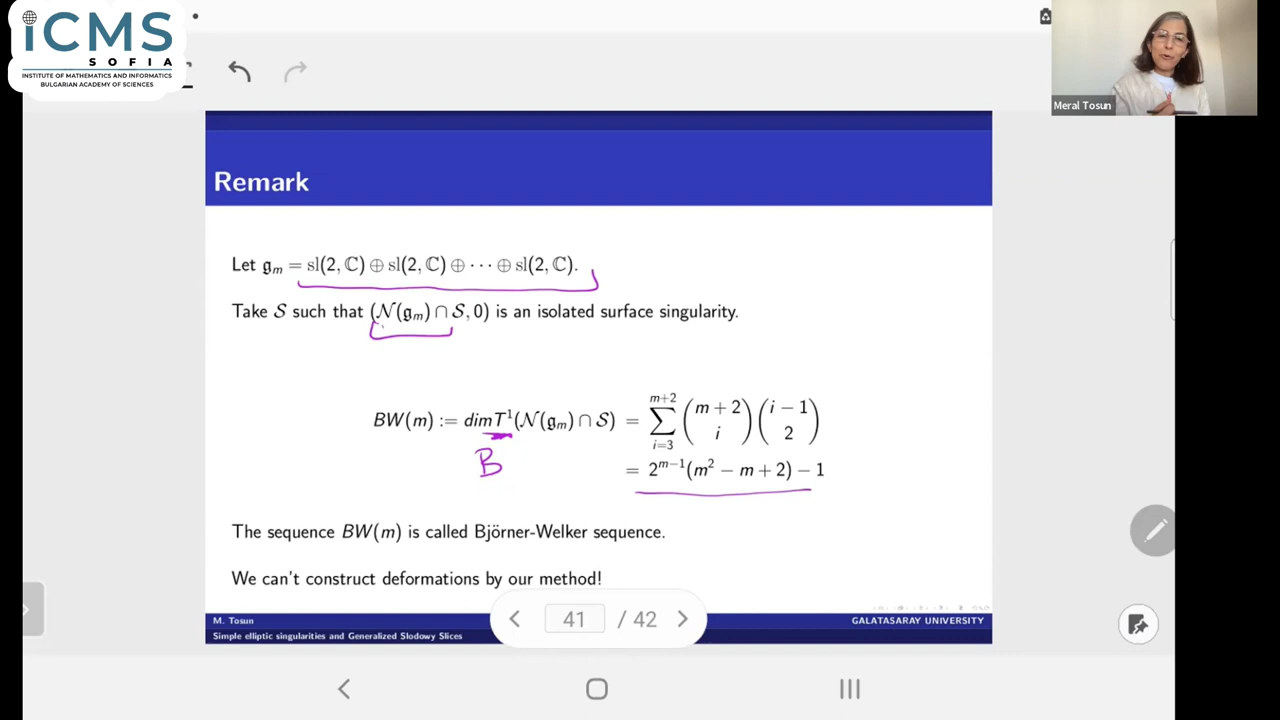 iCMS
SOFIA
INSTITUTE OF MATHEMATICS AND INFORMATICS
BULGARIAN ACADEMY OF SCIENCES
Meral Tosun
Remark
Let 𝔤ₘ = sl(2, ℂ) ⊕ sl(2, ℂ) ⊕ ⋯ ⊕ sl(2, ℂ).
Take 𝒮 such that (𝒩(𝔤ₘ) ∩ 𝒮, 0) is an isolated surface singularity.
BW(m) := dimT¹(𝒩(𝔤ₘ) ∩ 𝒮) = \sum_{i=3}^{m+2} \binom{m+2}{i} \binom{i-1}{2}
B
= 2^{m-1}(m² − m + 2) − 1
The sequence BW(m) is called Björner-Welker sequence.
We can't construct deformations by our method!
41 / 42
M. Tosun GALATASARAY UNIVERSITY
Simple elliptic singularities and Generalized Slodowy Slices